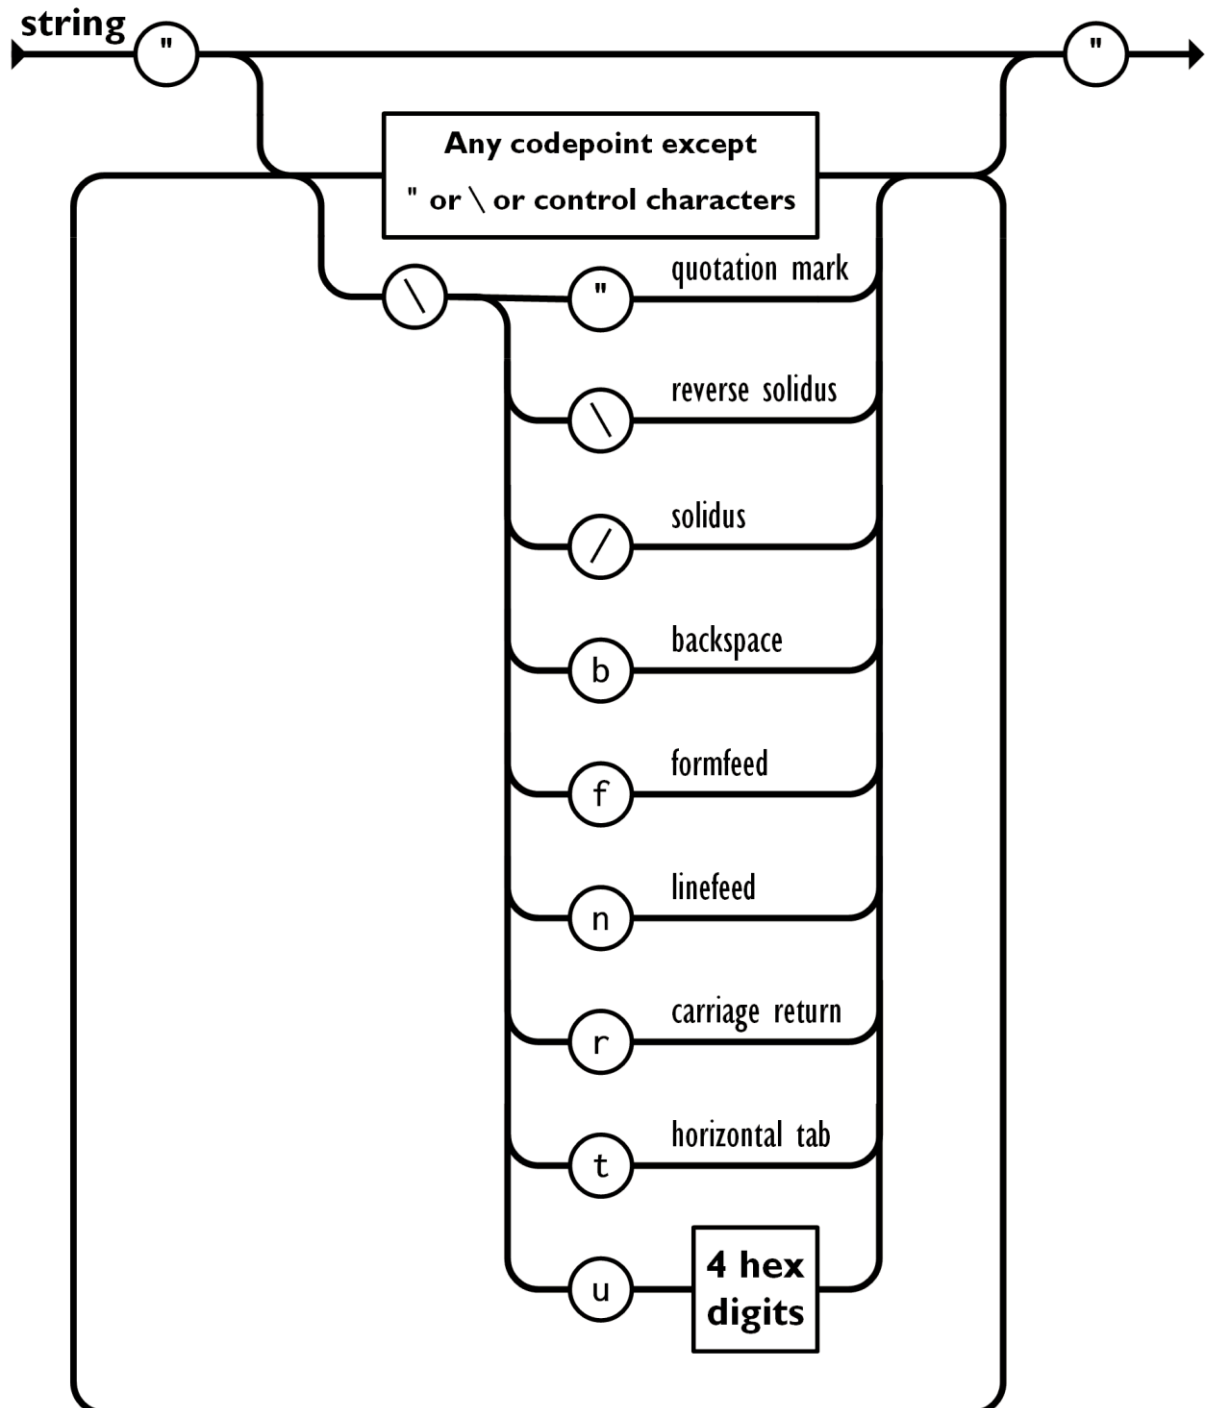 string
"
"
Any codepoint except
" or \ or control characters
\
"
quotation mark
\
reverse solidus
/
solidus
b
backspace
f
formfeed
n
linefeed
r
carriage return
t
horizontal tab
u
4 hex
digits